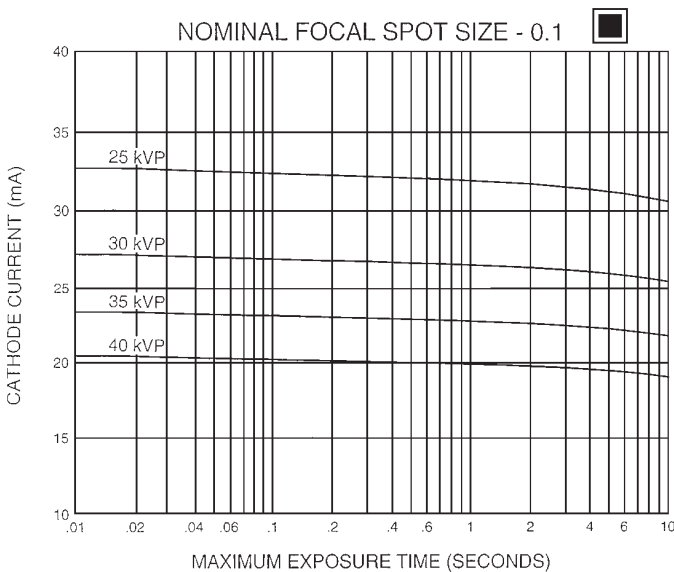 NOMINAL FOCAL SPOT SIZE - 0.1
40
35
30
25
20
15
10
CATHODE CURRENT (mA)
25 kVP
30 kVP
35 kVP
40 kVP
.01 .02 .04 .06 .1 .2 .4 .6 1 2 4 6 10
MAXIMUM EXPOSURE TIME (SECONDS)